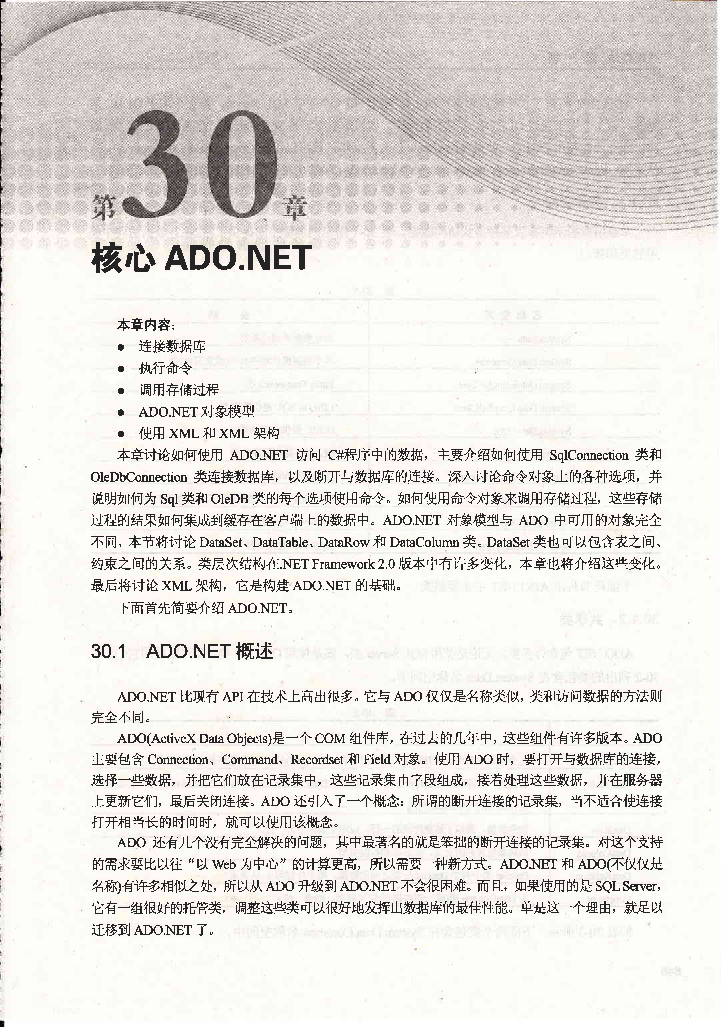 第30章
核心 ADO.NET
本章内容：
● 连接数据库
● 执行命令
● 调用存储过程
● ADO.NET 对象模型
● 使用 XML 和 XML 架构
本章讨论如何使用 ADO.NET 访问 C#程序中的数据，主要介绍如何使用 SqlConnection 类和
OleDbConnection 类连接数据库，以及断开与数据库的连接。深入讨论命令对象上的各种选项，并
说明如何为 Sql 类和 OleDB 类的每个选项使用命令。如何使用命令对象来调用存储过程，这些存储
过程的结果如何集成到缓存在客户端上的数据中。ADO.NET 对象模型与 ADO 中可用的对象完全
不同，本节将讨论 DataSet、DataTable、DataRow 和 DataColumn 类。DataSet 类也可以包含表之间、
约束之间的关系。类层次结构在.NET Framework 2.0 版本中有许多变化，本章也将介绍这些变化。
最后将讨论 XML 架构，它是构建 ADO.NET 的基础。
下面首先简要介绍 ADO.NET。
30.1 ADO.NET 概述
ADO.NET 比现有 API 在技术上高出很多。它与 ADO 仅仅是名称类似，类和访问数据的方法则
完全不同。
ADO(ActiveX Data Objects)是一个 COM 组件库，在过去的几年中，这些组件有许多版本。ADO
主要包含 Connection、Command、Recordset 和 Field 对象。使用 ADO 时，要打开与数据库的连接，
选择一些数据，并把它们放在记录集中，这些记录集由字段组成，接着处理这些数据，并在服务器
上更新它们，最后关闭连接。ADO 还引入了一个概念：所谓的断开连接的记录集，当不适合使连接
打开相当长的时间时，就可以使用该概念。
ADO 还有几个没有完全解决的问题，其中最著名的就是笨拙的断开连接的记录集。对这个支持
的需求要比以往“以 Web 为中心”的计算更高，所以需要一种新方式。ADO.NET 和 ADO(不仅仅是
名称)有许多相似之处，所以从 ADO 升级到 ADO.NET 不会很困难。而且，如果使用的是 SQL Server，
它有一组很好的托管类，调整这些类可以很好地发挥出数据库的最佳性能。单是这一个理由，就足以
迁移到 ADO.NET 了。